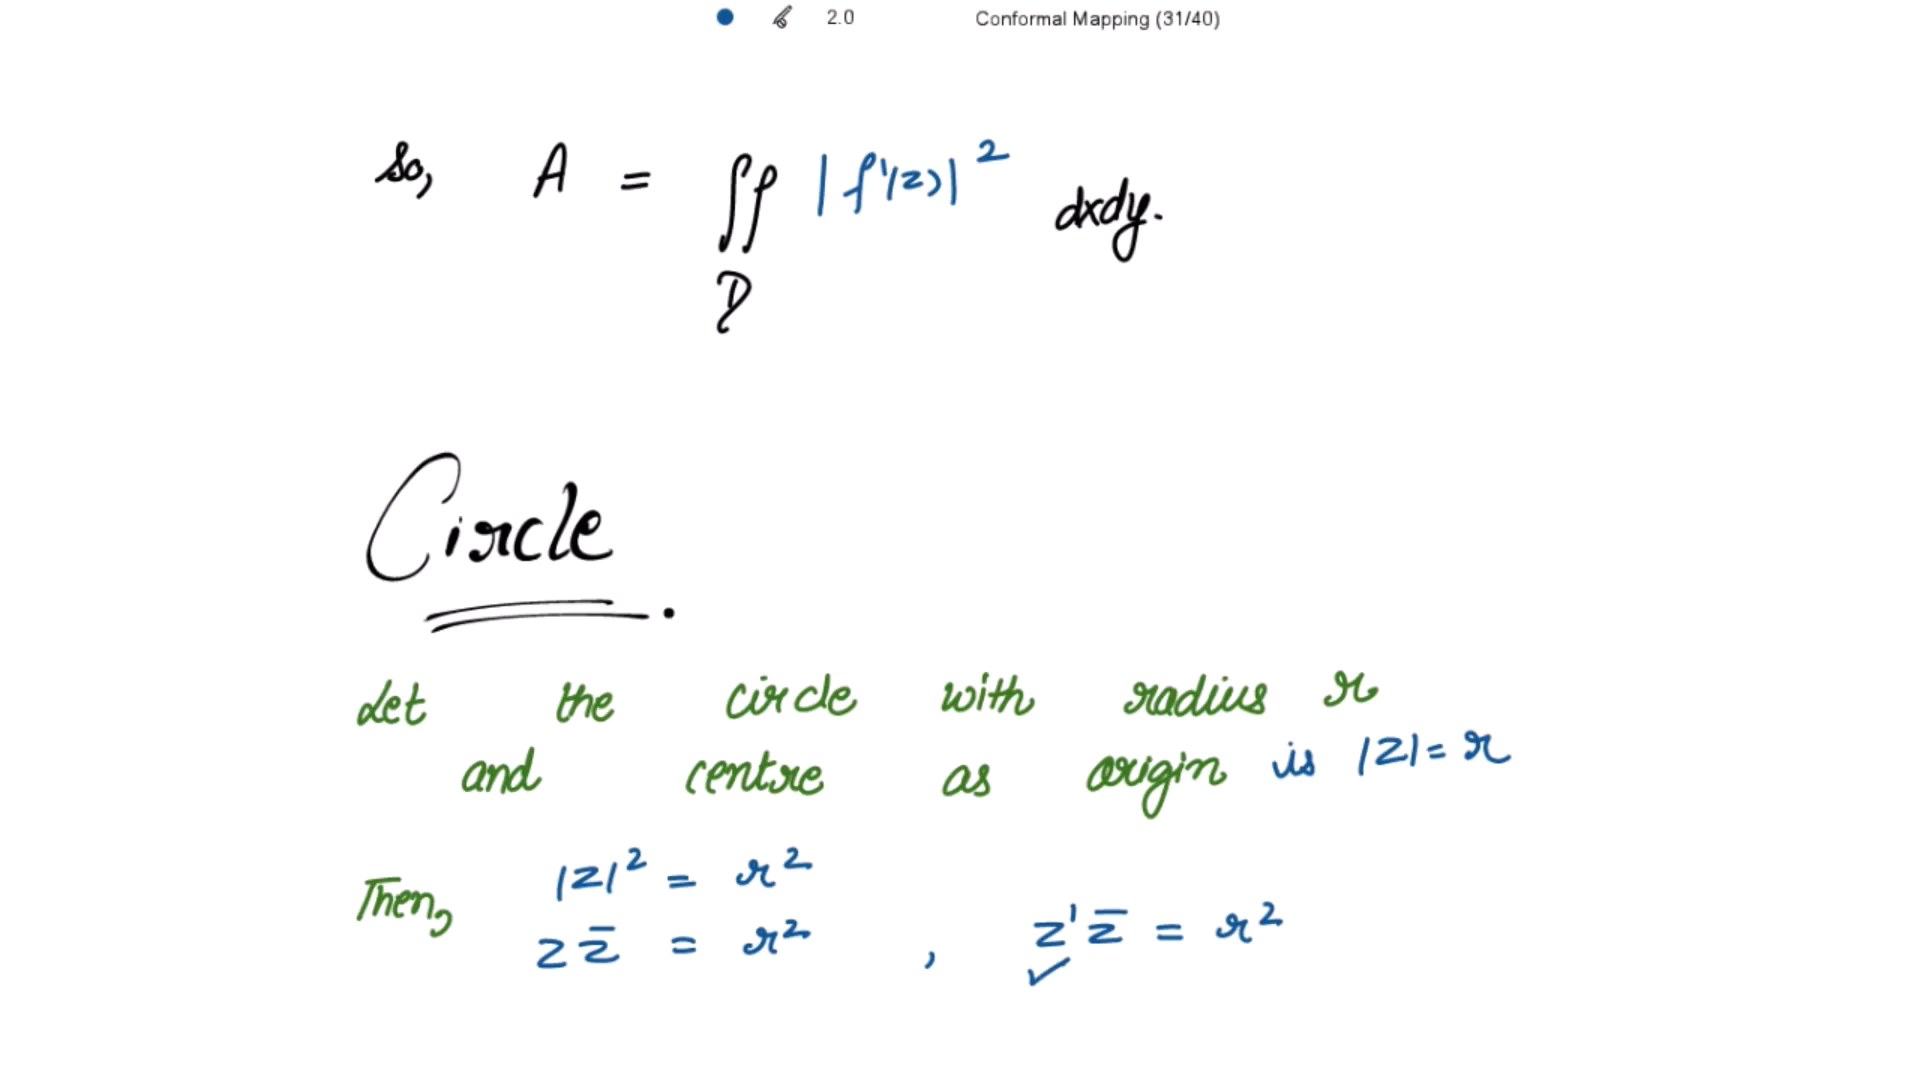 2.0 Conformal Mapping (31/40)
So, A = ∬ |f'(z)|² dxdy.
D
Circle.
Let the circle with radius r
and centre as origin is |z| = r
Then, |z|² = r²
z z̄ = r² , z' z̄ = r²